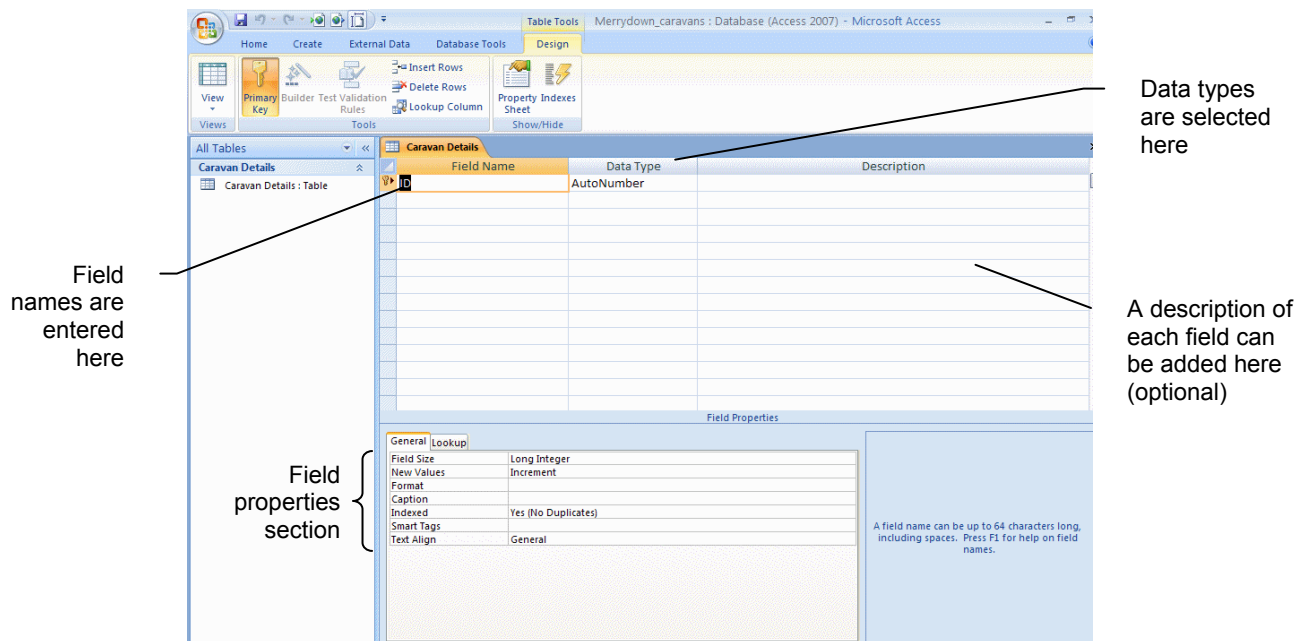 Table Tools
Merrydown_caravans : Database (Access 2007) - Microsoft Access
Home Create External Data Database Tools Design
View
Primary Key
Builder
Test Validation Rules
Insert Rows
Delete Rows
Lookup Column
Property Sheet
Indexes
Views
Tools
Show/Hide
All Tables
Caravan Details
Caravan Details : Table
Caravan Details
Field Name Data Type Description
ID AutoNumber
Data types
are selected
here
Field
names are
entered
here
A description of
each field can
be added here
(optional)
Field Properties
General Lookup
Field Size Long Integer
New Values Increment
Format
Caption
Indexed Yes (No Duplicates)
Smart Tags
Text Align General
Field
properties
section
A field name can be up to 64 characters long,
including spaces. Press F1 for help on field
names.